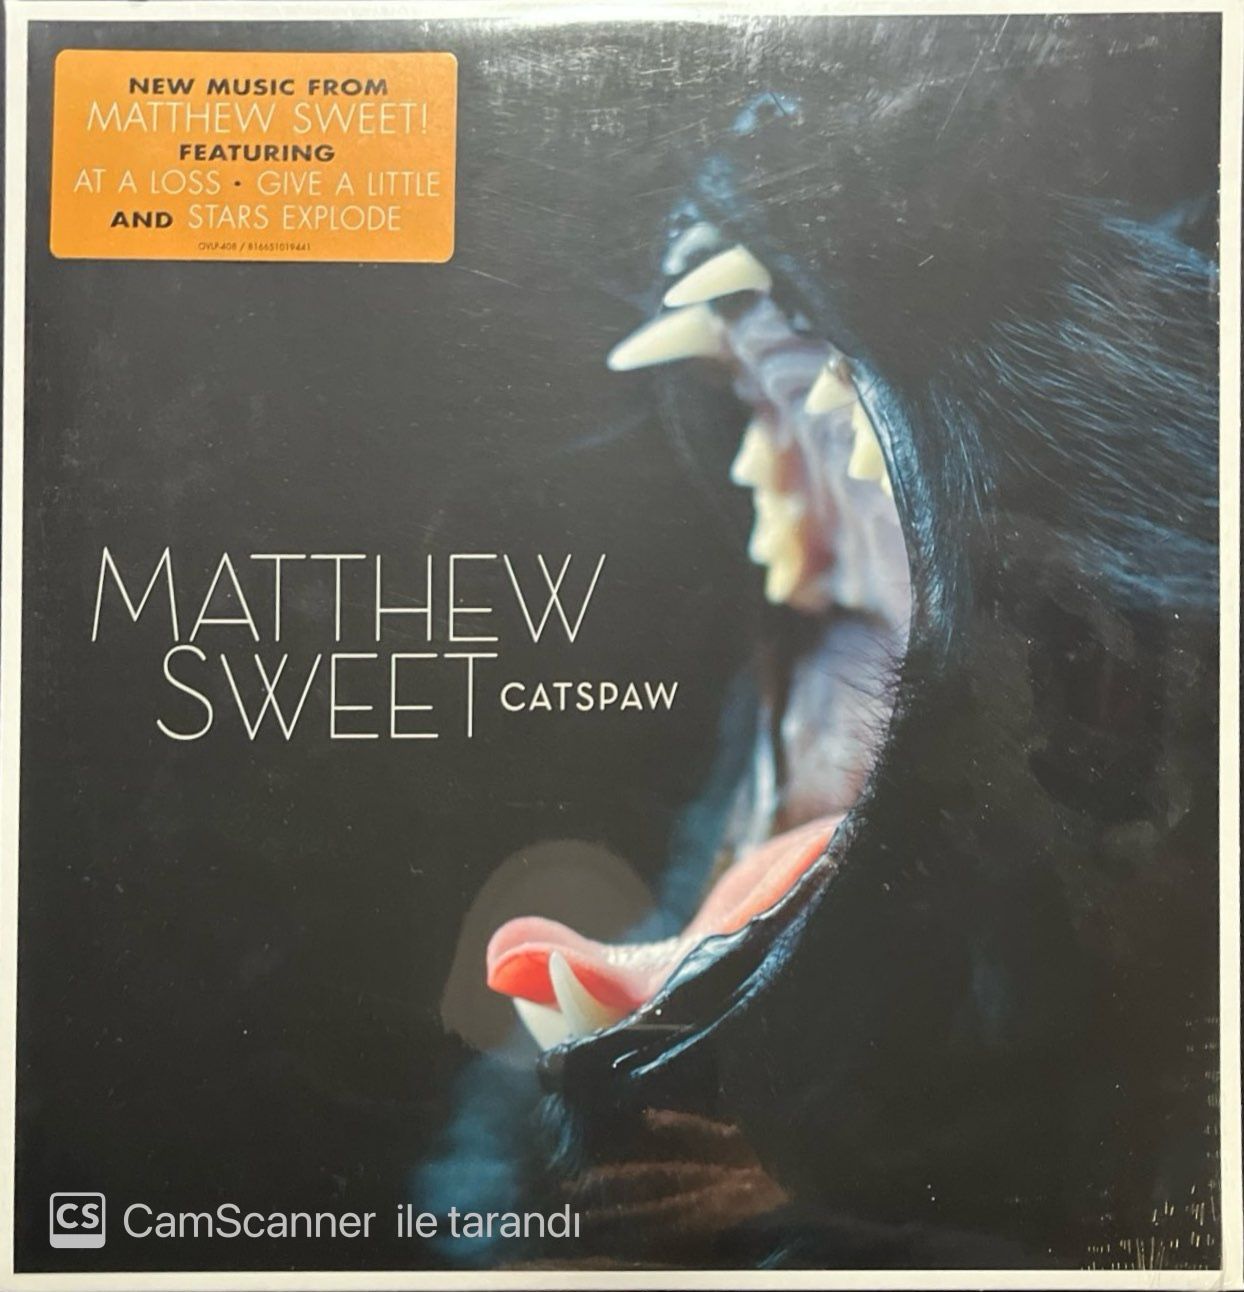 NEW MUSIC FROM
MATTHEW SWEET!
FEATURING
AT A LOSS • GIVE A LITTLE
AND STARS EXPLODE
OVLP-408 / 816651019441
MATTHEW
SWEET CATSPAW
CS CamScanner ile tarandı